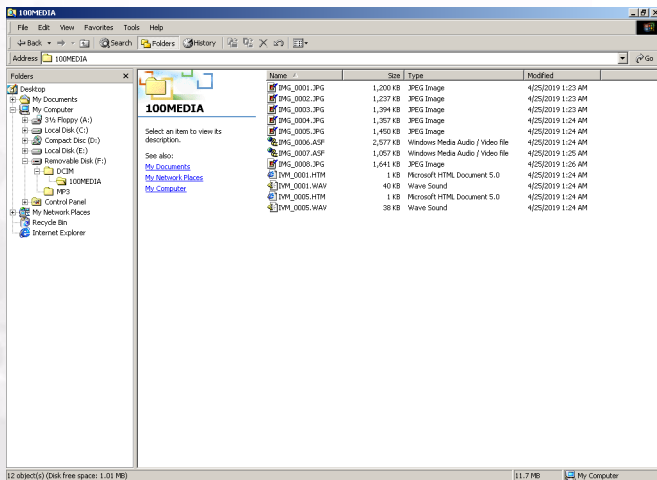 100MEDIA
File Edit View Favorites Tools Help
Back Search Folders History
Address 100MEDIA Go
Folders
Desktop
My Documents
My Computer
3½ Floppy (A:)
Local Disk (C:)
Compact Disc (D:)
Local Disk (E:)
Removable Disk (F:)
DCIM
100MEDIA
MP3
Control Panel
My Network Places
Recycle Bin
Internet Explorer
100MEDIA
Select an item to view its
description.
See also:
My Documents
My Network Places
My Computer
Name Size Type Modified
IMG_0001.JPG 1,200 KB JPEG Image 4/25/2019 1:23 AM
IMG_0002.JPG 1,237 KB JPEG Image 4/25/2019 1:23 AM
IMG_0003.JPG 1,394 KB JPEG Image 4/25/2019 1:23 AM
IMG_0004.JPG 1,357 KB JPEG Image 4/25/2019 1:24 AM
IMG_0005.JPG 1,450 KB JPEG Image 4/25/2019 1:24 AM
IMG_0006.ASF 2,577 KB Windows Media Audio / Video file 4/25/2019 1:24 AM
IMG_0007.ASF 1,057 KB Windows Media Audio / Video file 4/25/2019 1:25 AM
IMG_0008.JPG 1,641 KB JPEG Image 4/25/2019 1:26 AM
IVM_0001.HTM 1 KB Microsoft HTML Document 5.0 4/25/2019 1:24 AM
IVM_0001.WAV 40 KB Wave Sound 4/25/2019 1:24 AM
IVM_0005.HTM 1 KB Microsoft HTML Document 5.0 4/25/2019 1:24 AM
IVM_0005.WAV 38 KB Wave Sound 4/25/2019 1:24 AM
12 object(s) (Disk free space: 1.01 MB) 11.7 MB My Computer